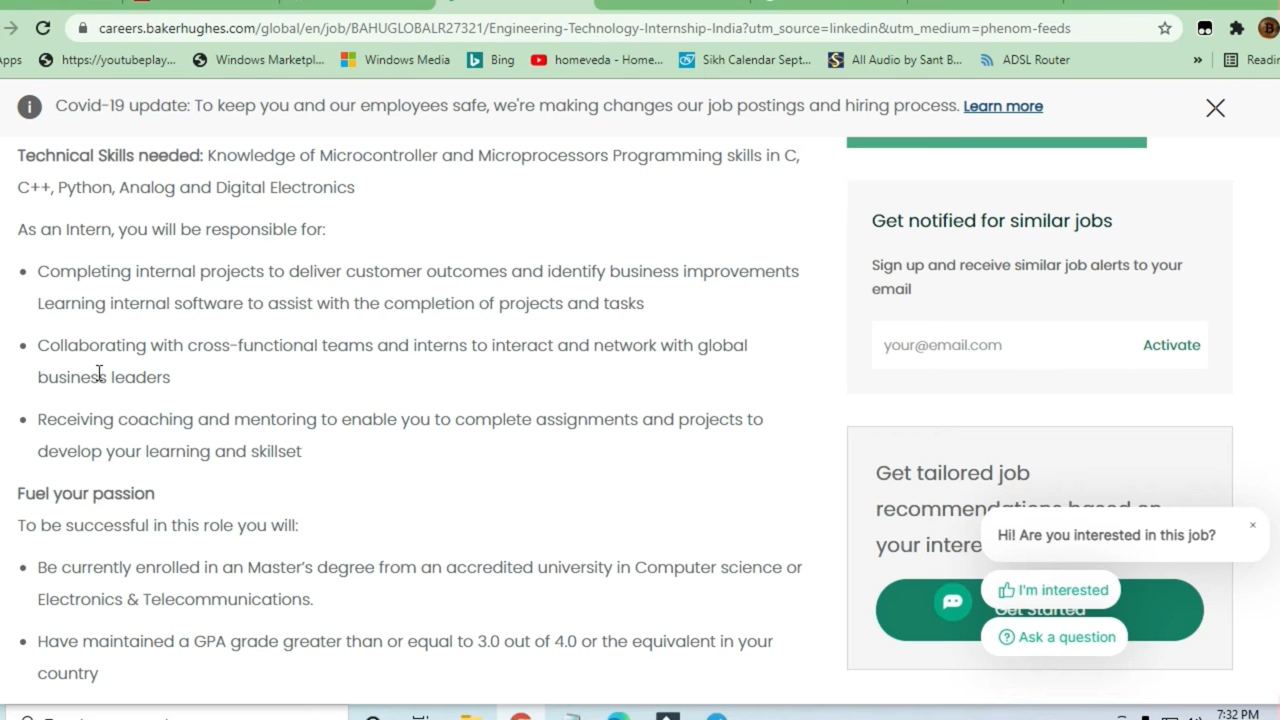 careers.bakerhughes.com/global/en/job/BAHUGLOBALR27321/Engineering-Technology-Internship-India?utm_source=linkedin&utm_medium=phenom-feeds
https://youtubeplay... Windows Marketpl... Windows Media Bing homeveda - Home... Sikh Calendar Sept... All Audio by Sant B... ADSL Router »
Covid-19 update: To keep you and our employees safe, we're making changes our job postings and hiring process. Learn more
Technical Skills needed: Knowledge of Microcontroller and Microprocessors Programming skills in C,
C++, Python, Analog and Digital Electronics
As an Intern, you will be responsible for:
• Completing internal projects to deliver customer outcomes and identify business improvements
Learning internal software to assist with the completion of projects and tasks
• Collaborating with cross-functional teams and interns to interact and network with global
business leaders
• Receiving coaching and mentoring to enable you to complete assignments and projects to
develop your learning and skillset
Fuel your passion
To be successful in this role you will:
• Be currently enrolled in an Master's degree from an accredited university in Computer science or
Electronics & Telecommunications.
• Have maintained a GPA grade greater than or equal to 3.0 out of 4.0 or the equivalent in your
country
Get notified for similar jobs
Sign up and receive similar job alerts to your
email
your@email.com Activate
Get tailored job
recommendations based on
your intere
Hi! Are you interested in this job?
I'm interested
Get Started
Ask a question
7:32 PM